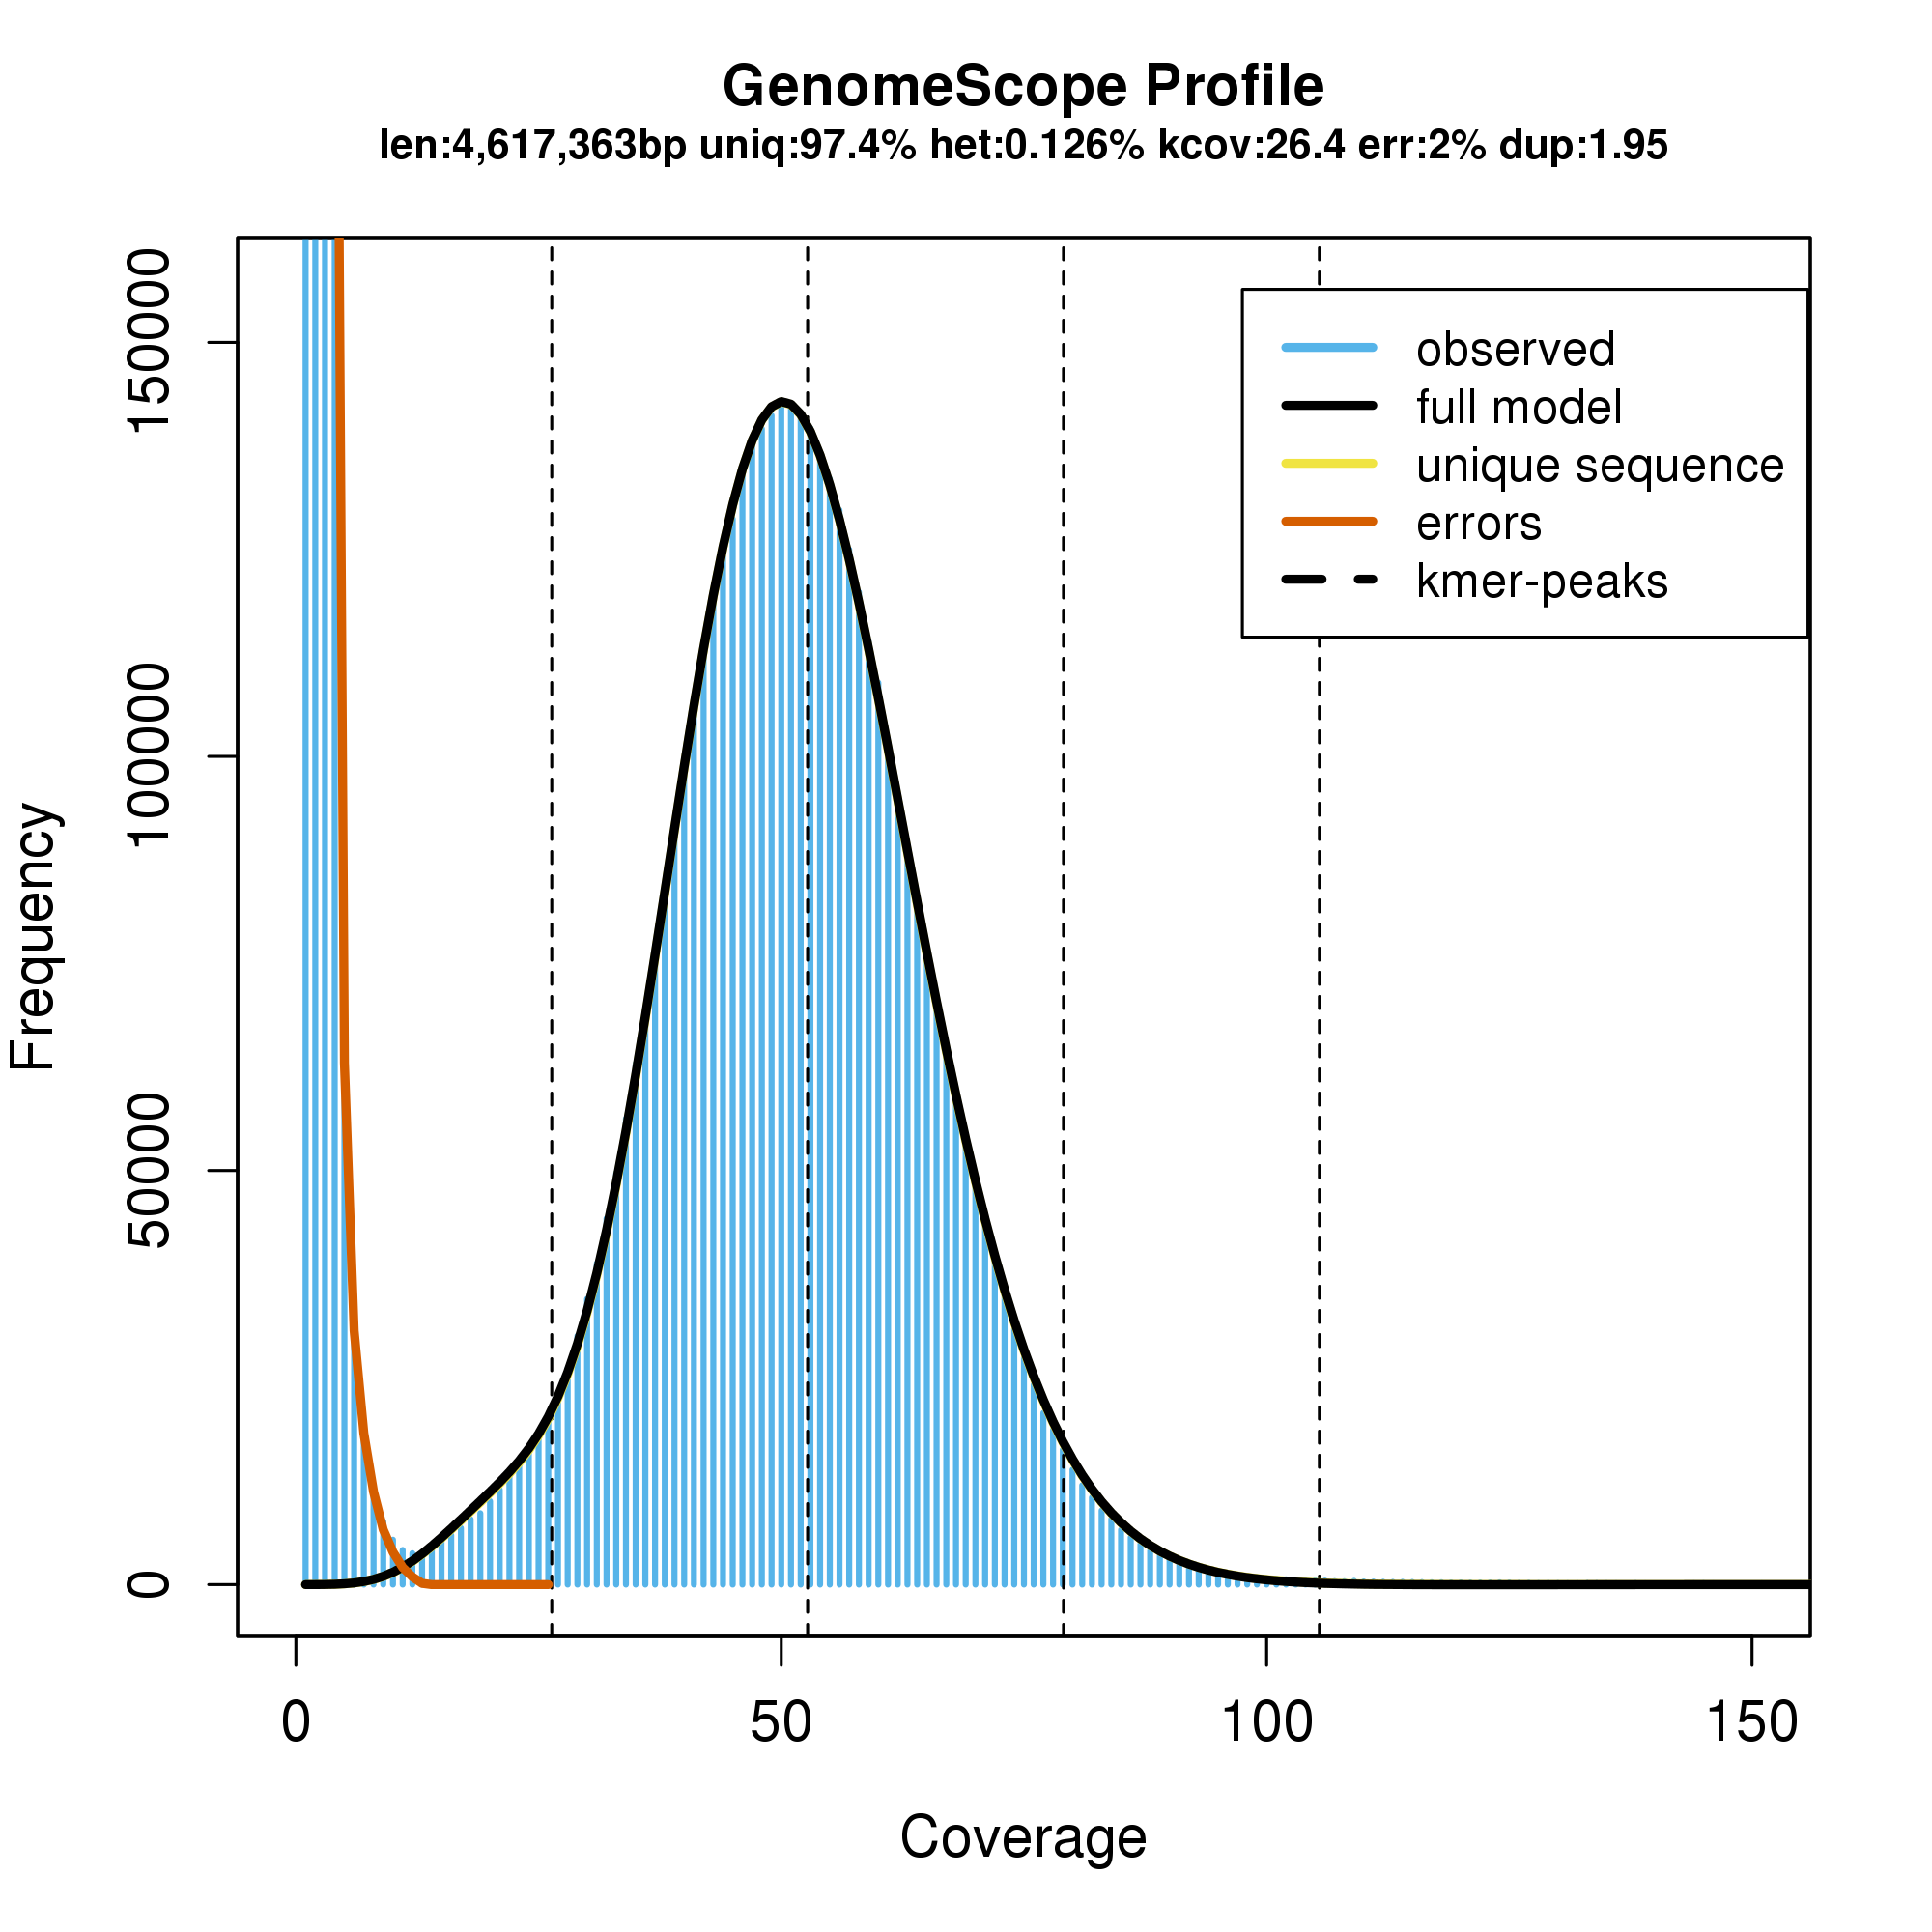 GenomeScope Profile
len:4,617,363bp uniq:97.4% het:0.126% kcov:26.4 err:2% dup:1.95
observed
full model
unique sequence
errors
kmer-peaks
Frequency
150000
100000
50000
0
0 50 100 150
Coverage